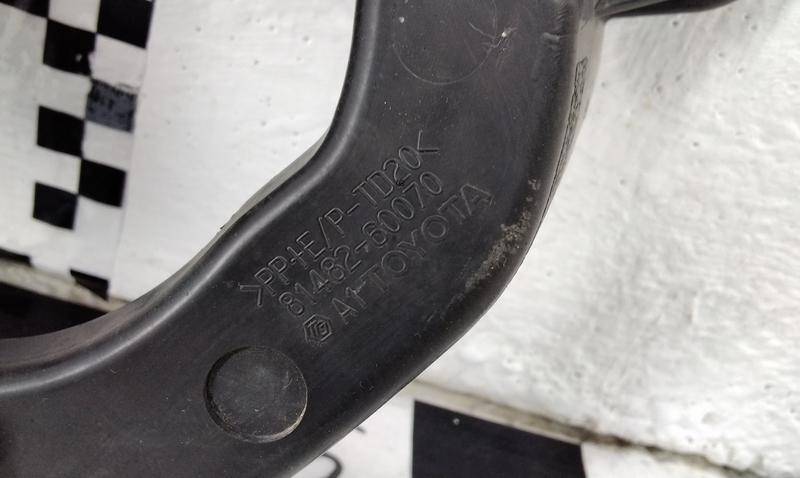 >PP+E/P-TD20<
81482-60070
A1 TOYOTA